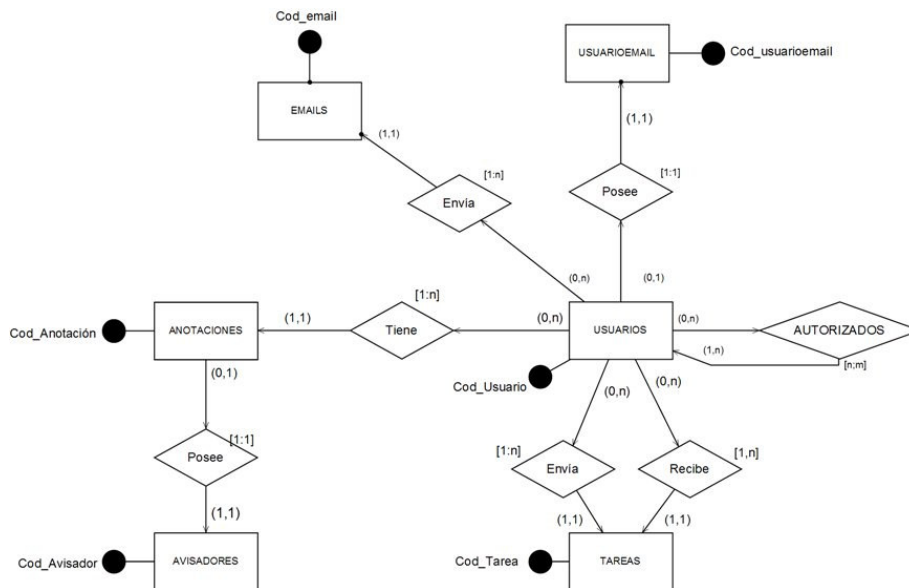 Cod_email
USUARIOEMAIL
Cod_usuarioemail
EMAILS
(1,1)
(1,1)
[1:n]
[1:1]
Envía
Posee
(0,n)
(0,1)
[1:n]
Cod_Anotación
ANOTACIONES
(1,1)
Tiene
(0,n)
USUARIOS
(0,n)
AUTORIZADOS
(1,n)
[n;m]
(0,1)
Cod_Usuario
(0,n)
(0,n)
[1:1]
Posee
[1:n]
Envía
Recibe
[1,n]
(1,1)
(1,1)
(1,1)
Cod_Avisador
AVISADORES
Cod_Tarea
TAREAS